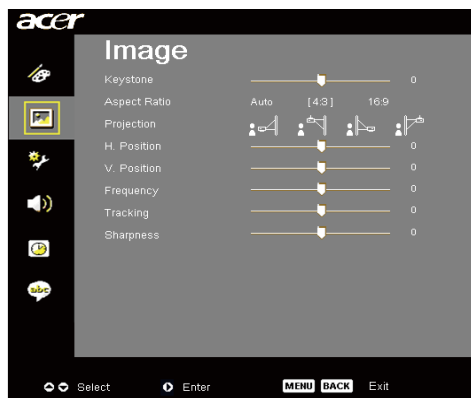 acer
Image
Keystone 0
Aspect Ratio Auto [4:3] 16:9
Projection
H. Position 0
V. Position 0
Frequency 0
Tracking 0
Sharpness 0
abc
Select Enter MENU BACK Exit